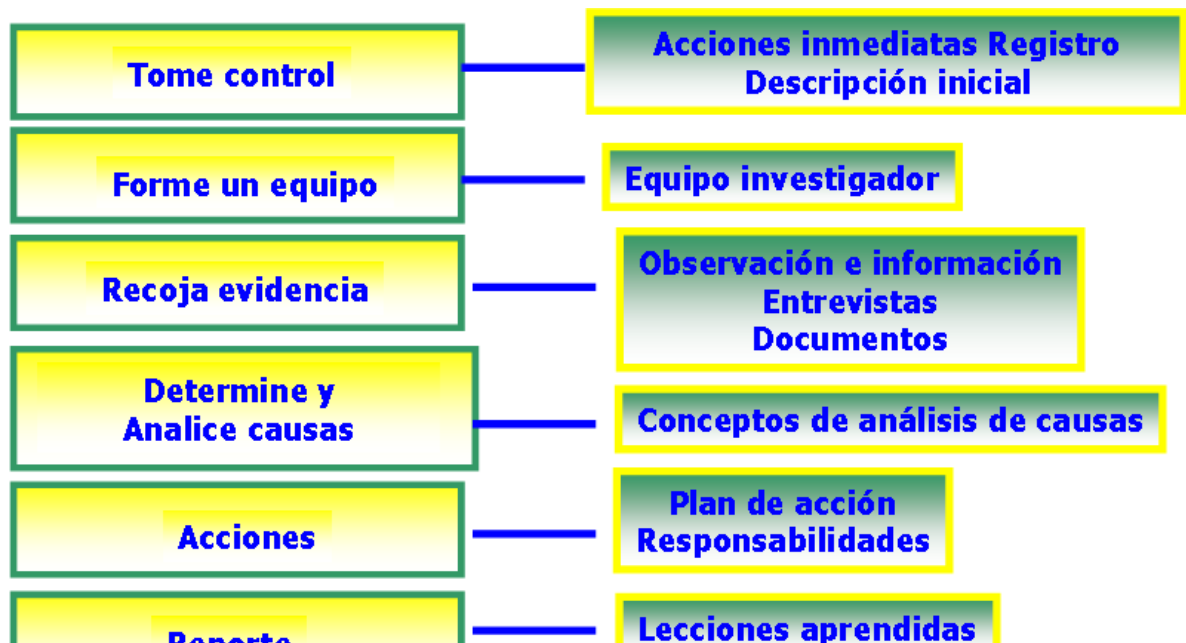 Tome control
Acciones inmediatas Registro
Descripción inicial
Forme un equipo
Equipo investigador
Recoja evidencia
Observación e información
Entrevistas
Documentos
Determine y
Analice causas
Conceptos de análisis de causas
Acciones
Plan de acción
Responsabilidades
Reporte
Lecciones aprendidas